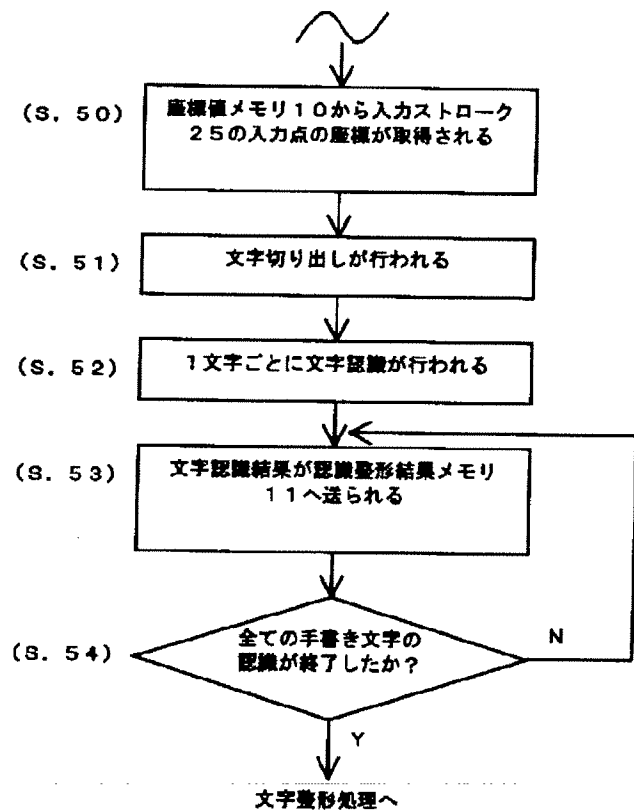 (S. 50)
座標値メモリ10から入力ストローク
25の入力点の座標が取得される
(S. 51)
文字切り出しが行われる
(S. 52)
1文字ごとに文字認識が行われる
(S. 53)
文字認識結果が認識整形結果メモリ
11へ送られる
(S. 54)
全ての手書き文字の
認識が終了したか?
N
Y
文字整形処理へ